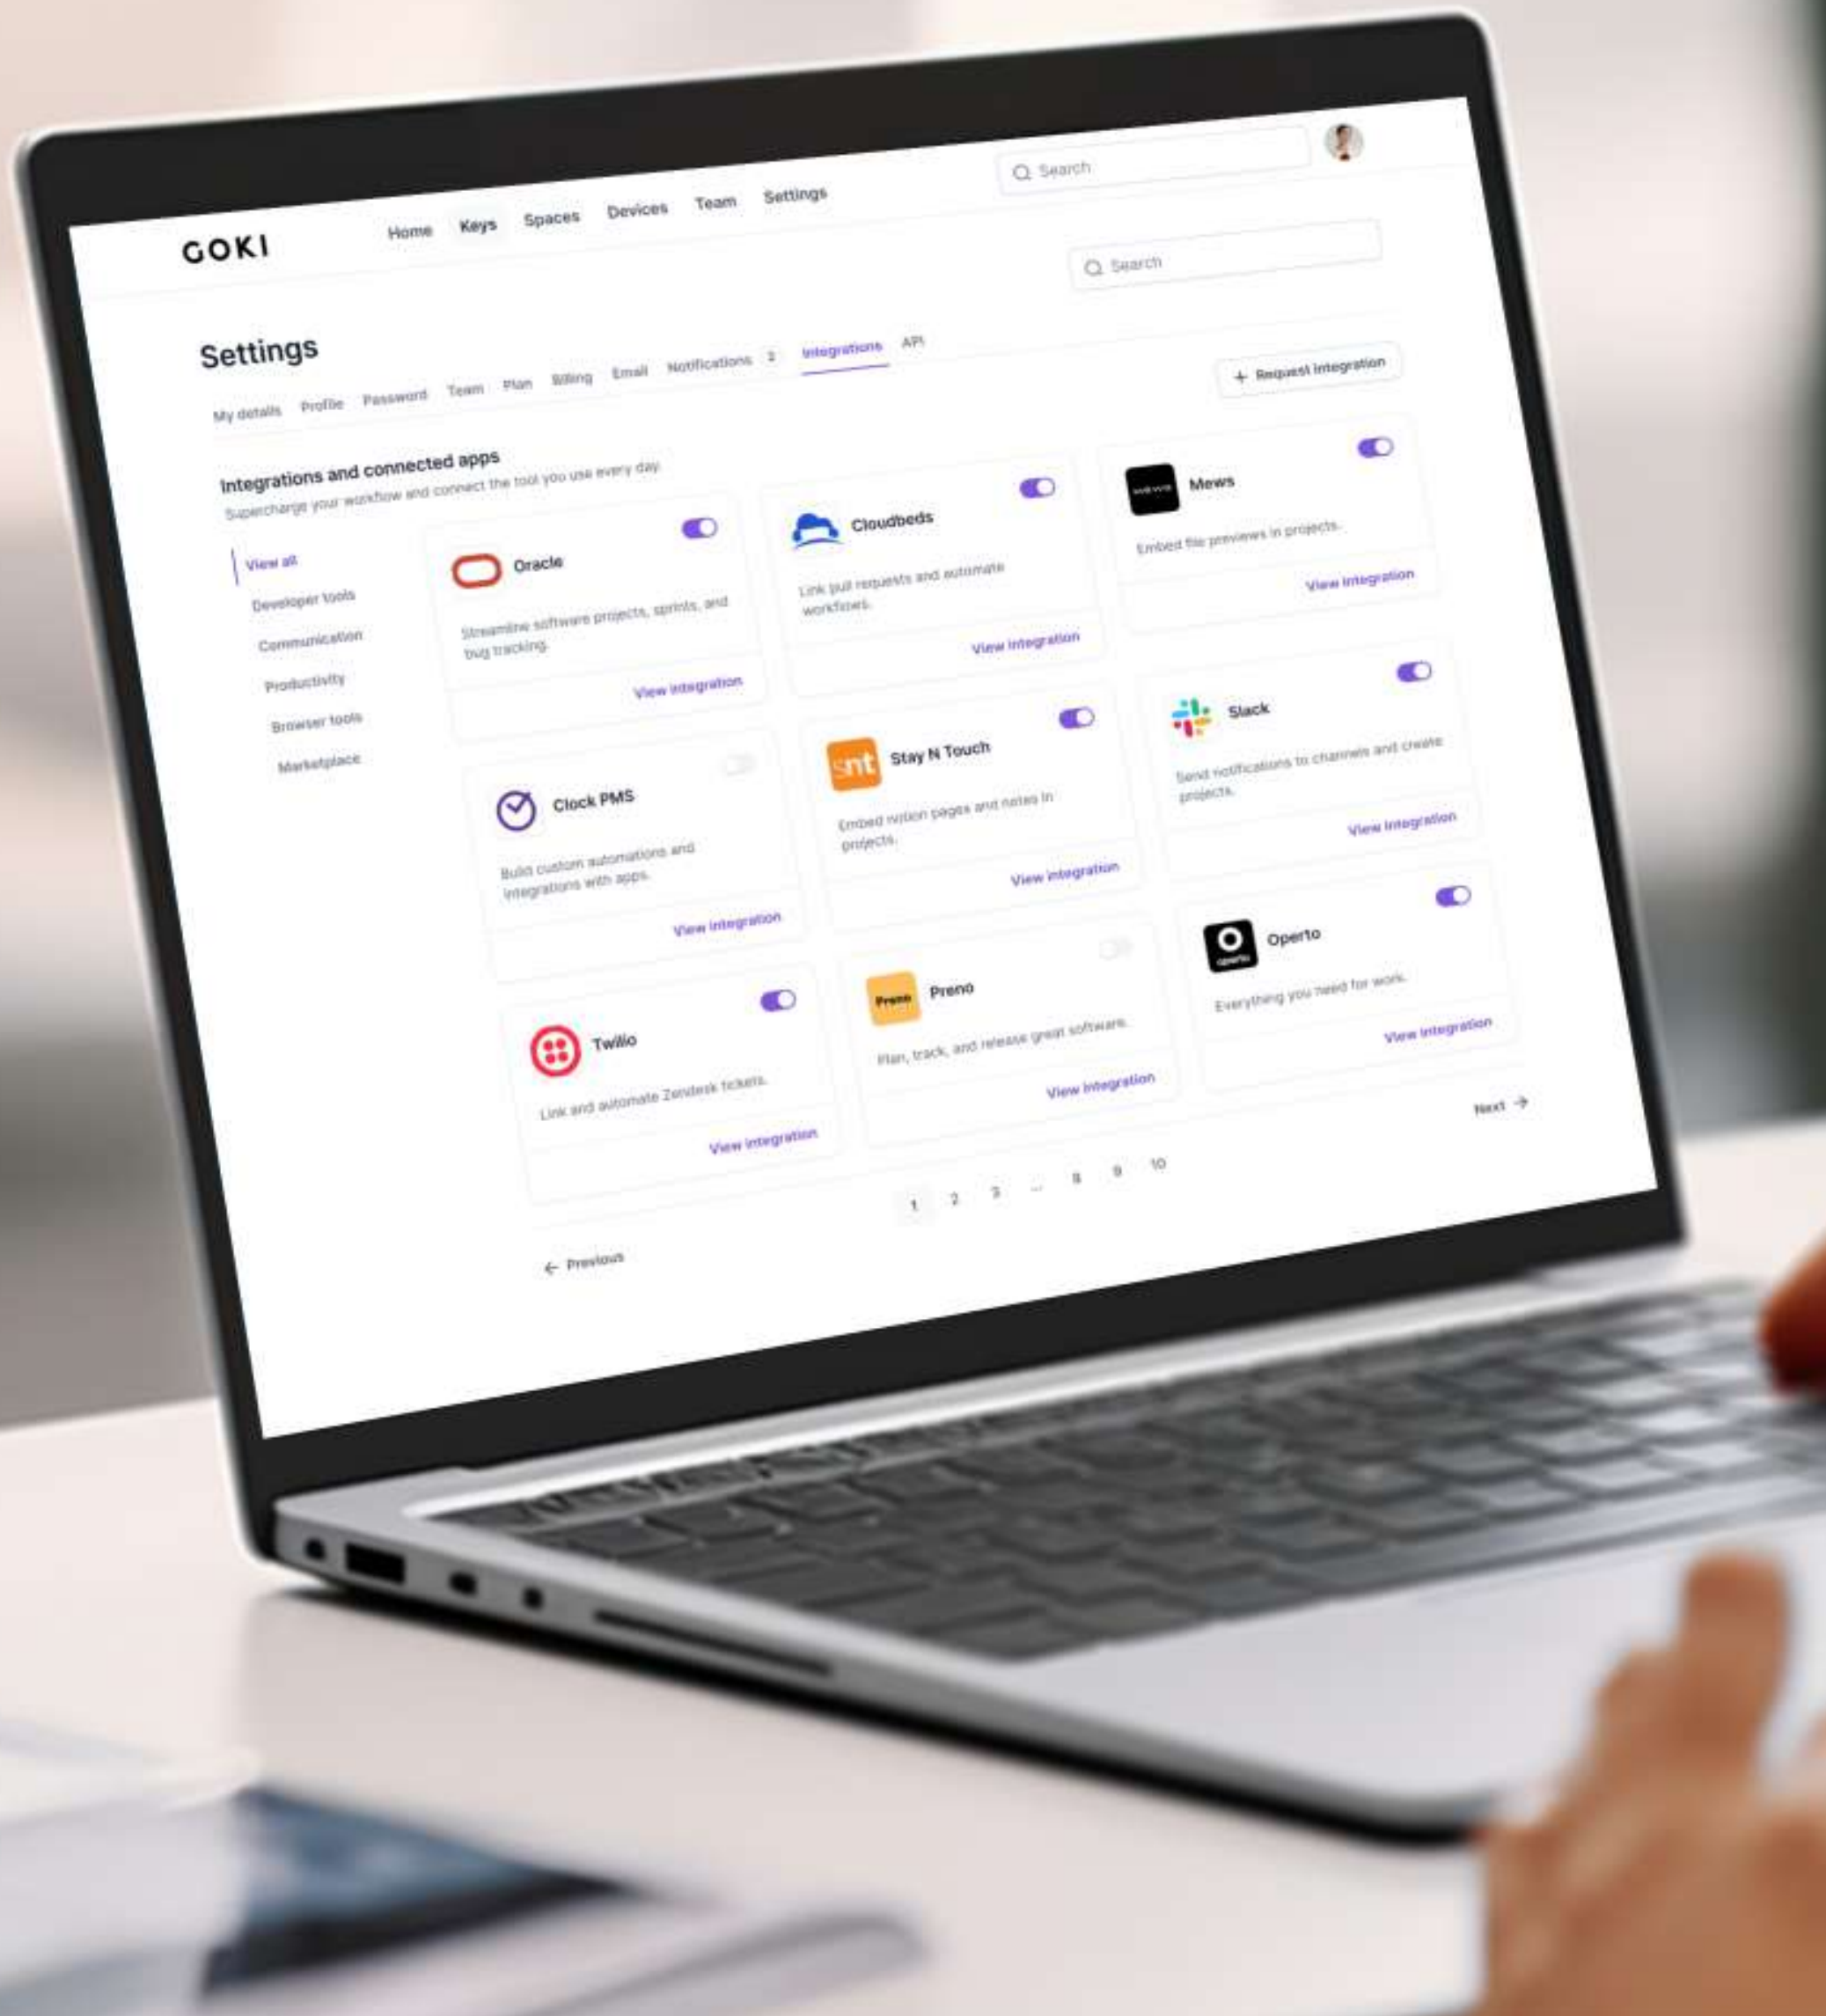 GOKI
Home Keys Spaces Devices Team Settings
Search
Search
Settings
My details Profile Password Team Plan Billing Email Notifications 2 Integrations API
+ Request integration
Integrations and connected apps
Supercharge your workflow and connect the tool you use every day.
View all
Developer tools
Communication
Productivity
Browser tools
Marketplace
Oracle
Streamline software projects, sprints, and
bug tracking.
View integration
Cloudbeds
Link pull requests and automate
workflows.
View integration
mews
Mews
Embed file previews in projects.
View integration
Clock PMS
Build custom automations and
integrations with apps.
View integration
snt
Stay N Touch
Embed notion pages and notes in
projects.
View integration
Slack
Send notifications to channels and create
projects.
View integration
Twilio
Link and automate Zendesk tickets.
View integration
Preno
Preno
Plan, track, and release great software.
View integration
operto
Operto
Everything you need for work.
View integration
← Previous
1 2 3 ... 8 9 10
Next →